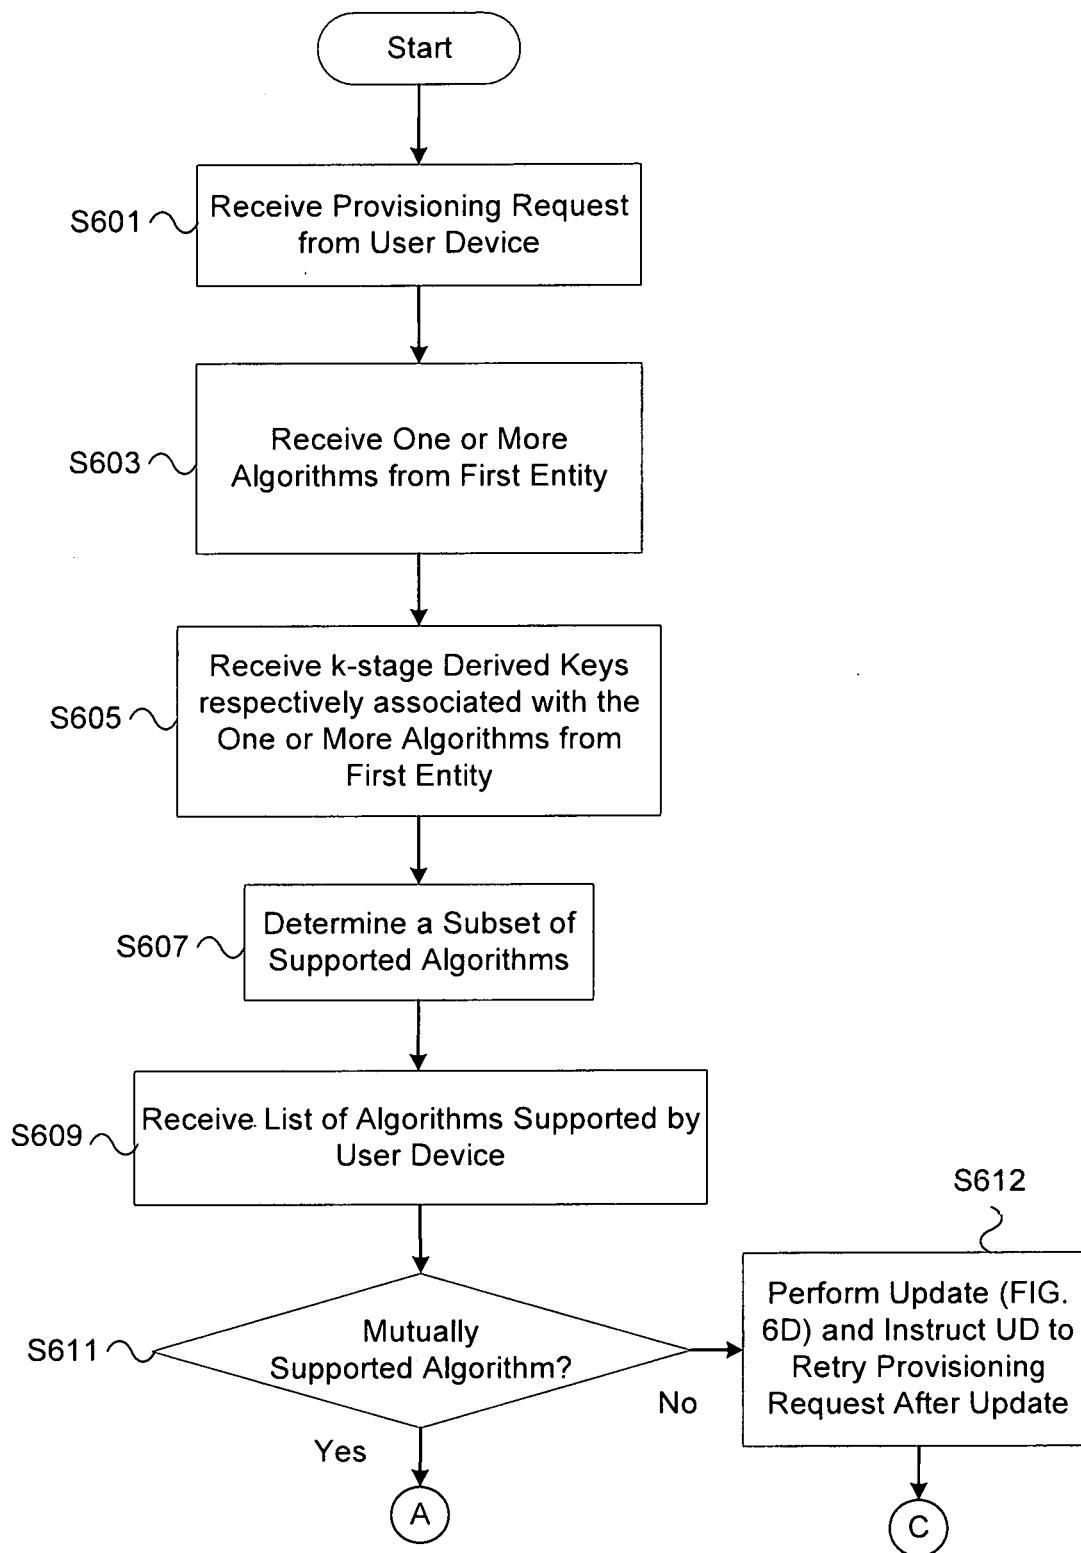 Start
S601
Receive Provisioning Request
from User Device
S603
Receive One or More
Algorithms from First Entity
S605
Receive k-stage Derived Keys
respectively associated with the
One or More Algorithms from
First Entity
S607
Determine a Subset of
Supported Algorithms
S609
Receive List of Algorithms Supported by
User Device
S611
Mutually
Supported Algorithm?
No
Yes
S612
Perform Update (FIG.
6D) and Instruct UD to
Retry Provisioning
Request After Update
A
C